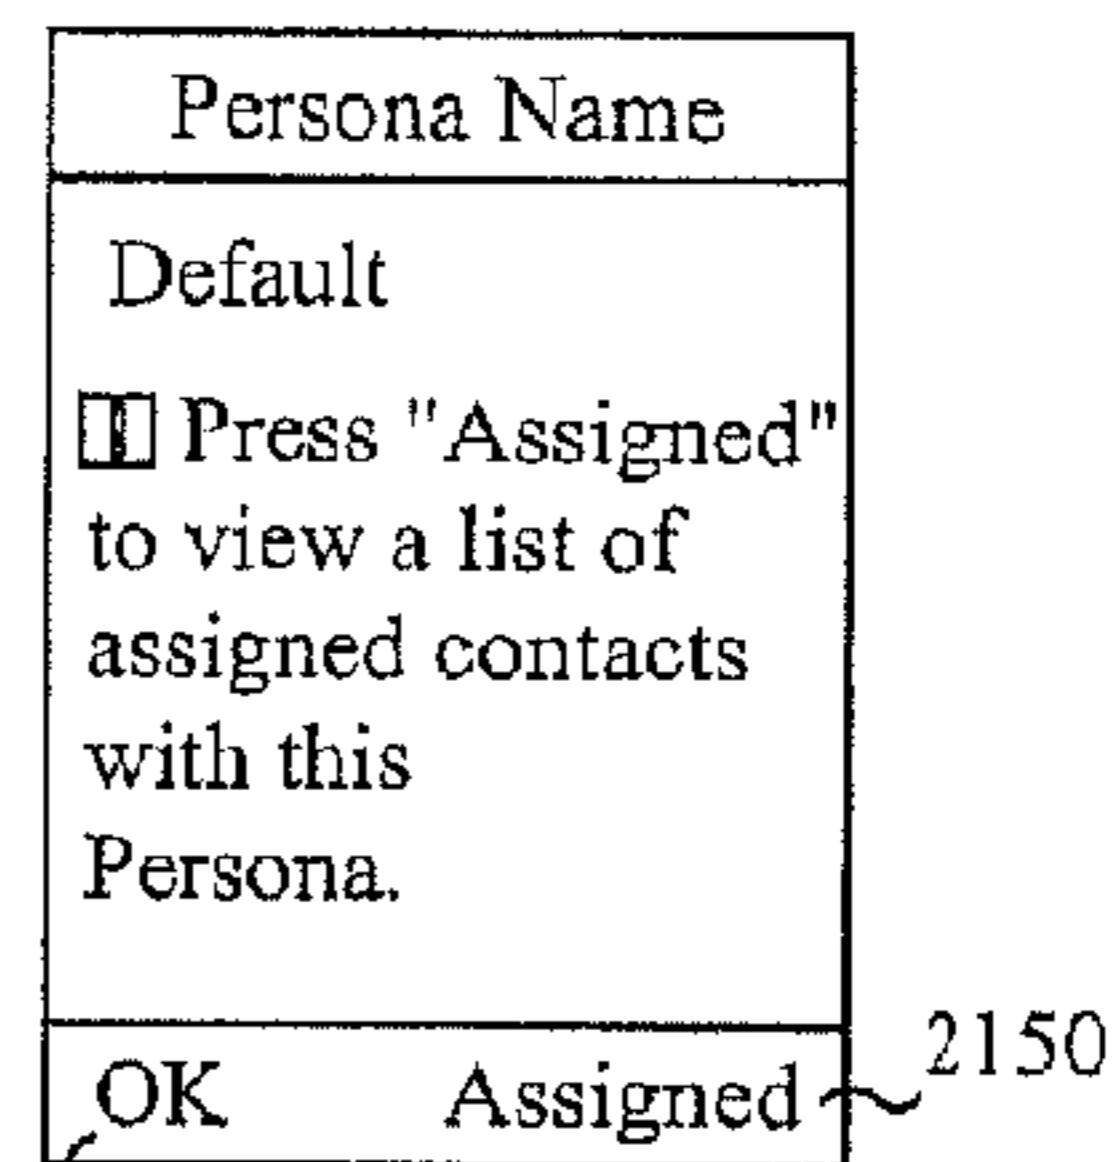 Persona Name
Default
Press "Assigned"
to view a list of
assigned contacts
with this
Persona.
OK Assigned
2150